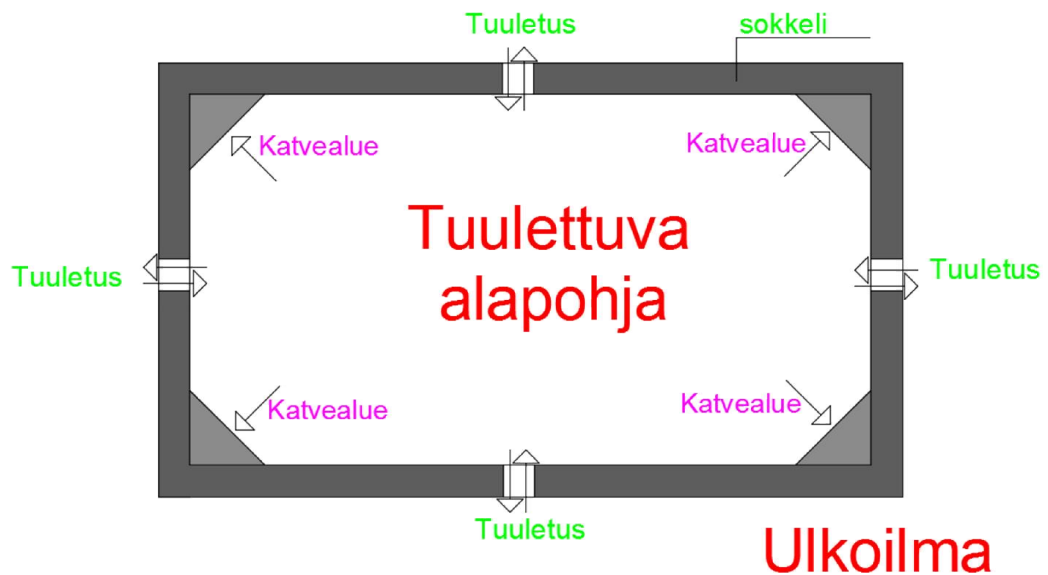 Tuuletus
sokkeli
Katvealue
Katvealue
Tuulettuva
alapohja
Tuuletus
Tuuletus
Katvealue
Katvealue
Tuuletus
Ulkoilma